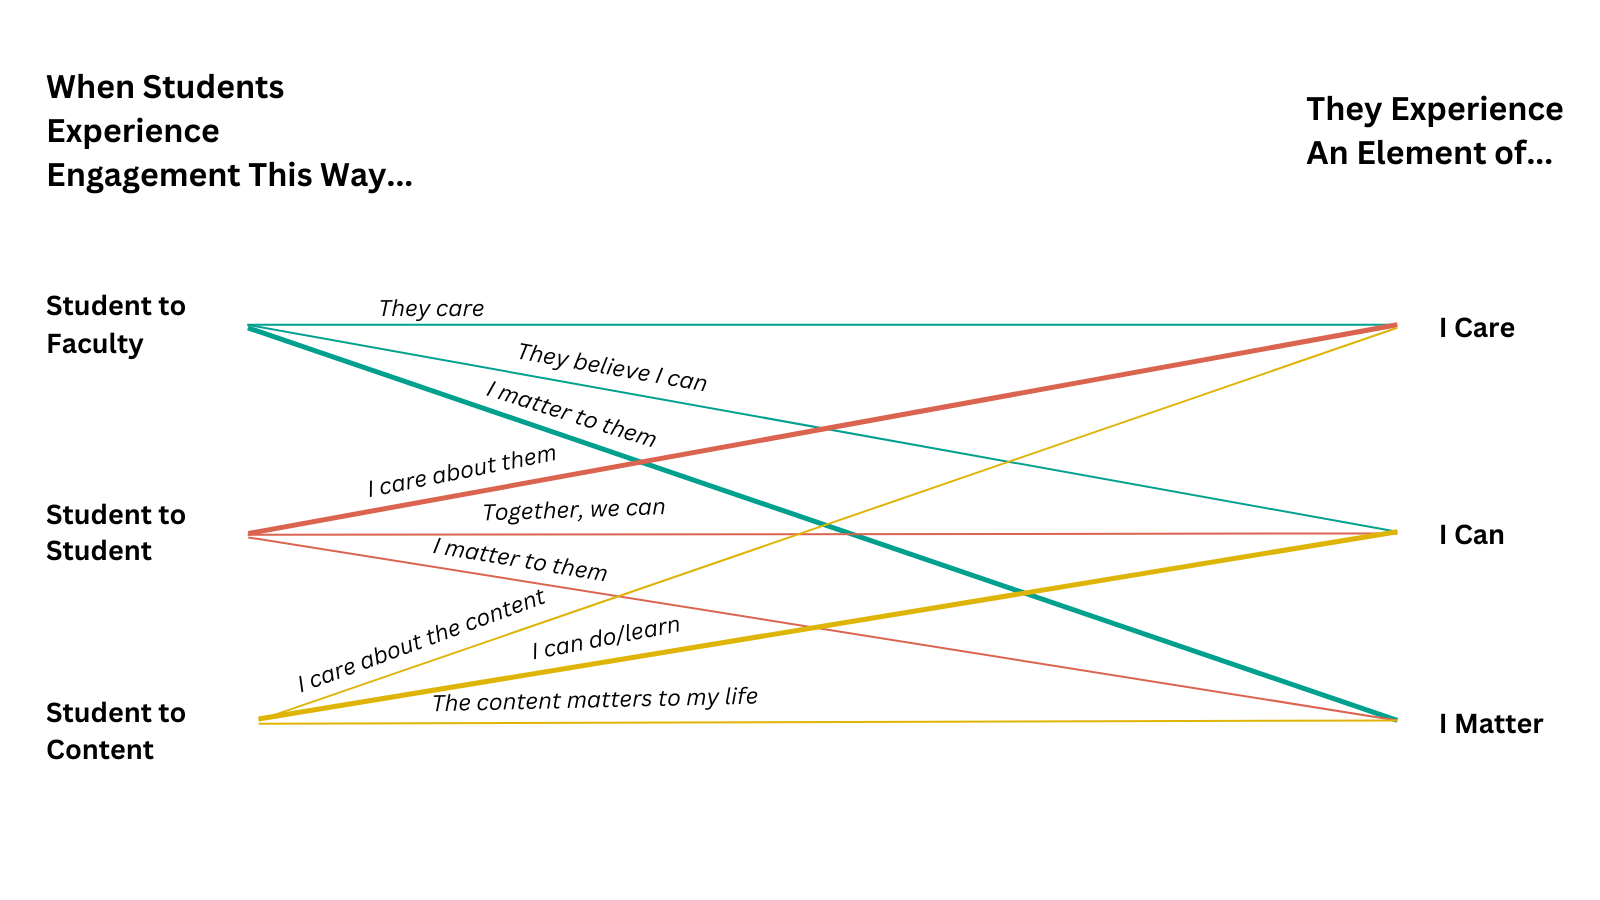 When Students
Experience
Engagement This Way...
They Experience
An Element of...
Student to
Faculty
They care
They believe I can
I matter to them
I Care
Student to
Student
I care about them
Together, we can
I matter to them
I Can
Student to
Content
I care about the content
I can do/learn
The content matters to my life
I Matter